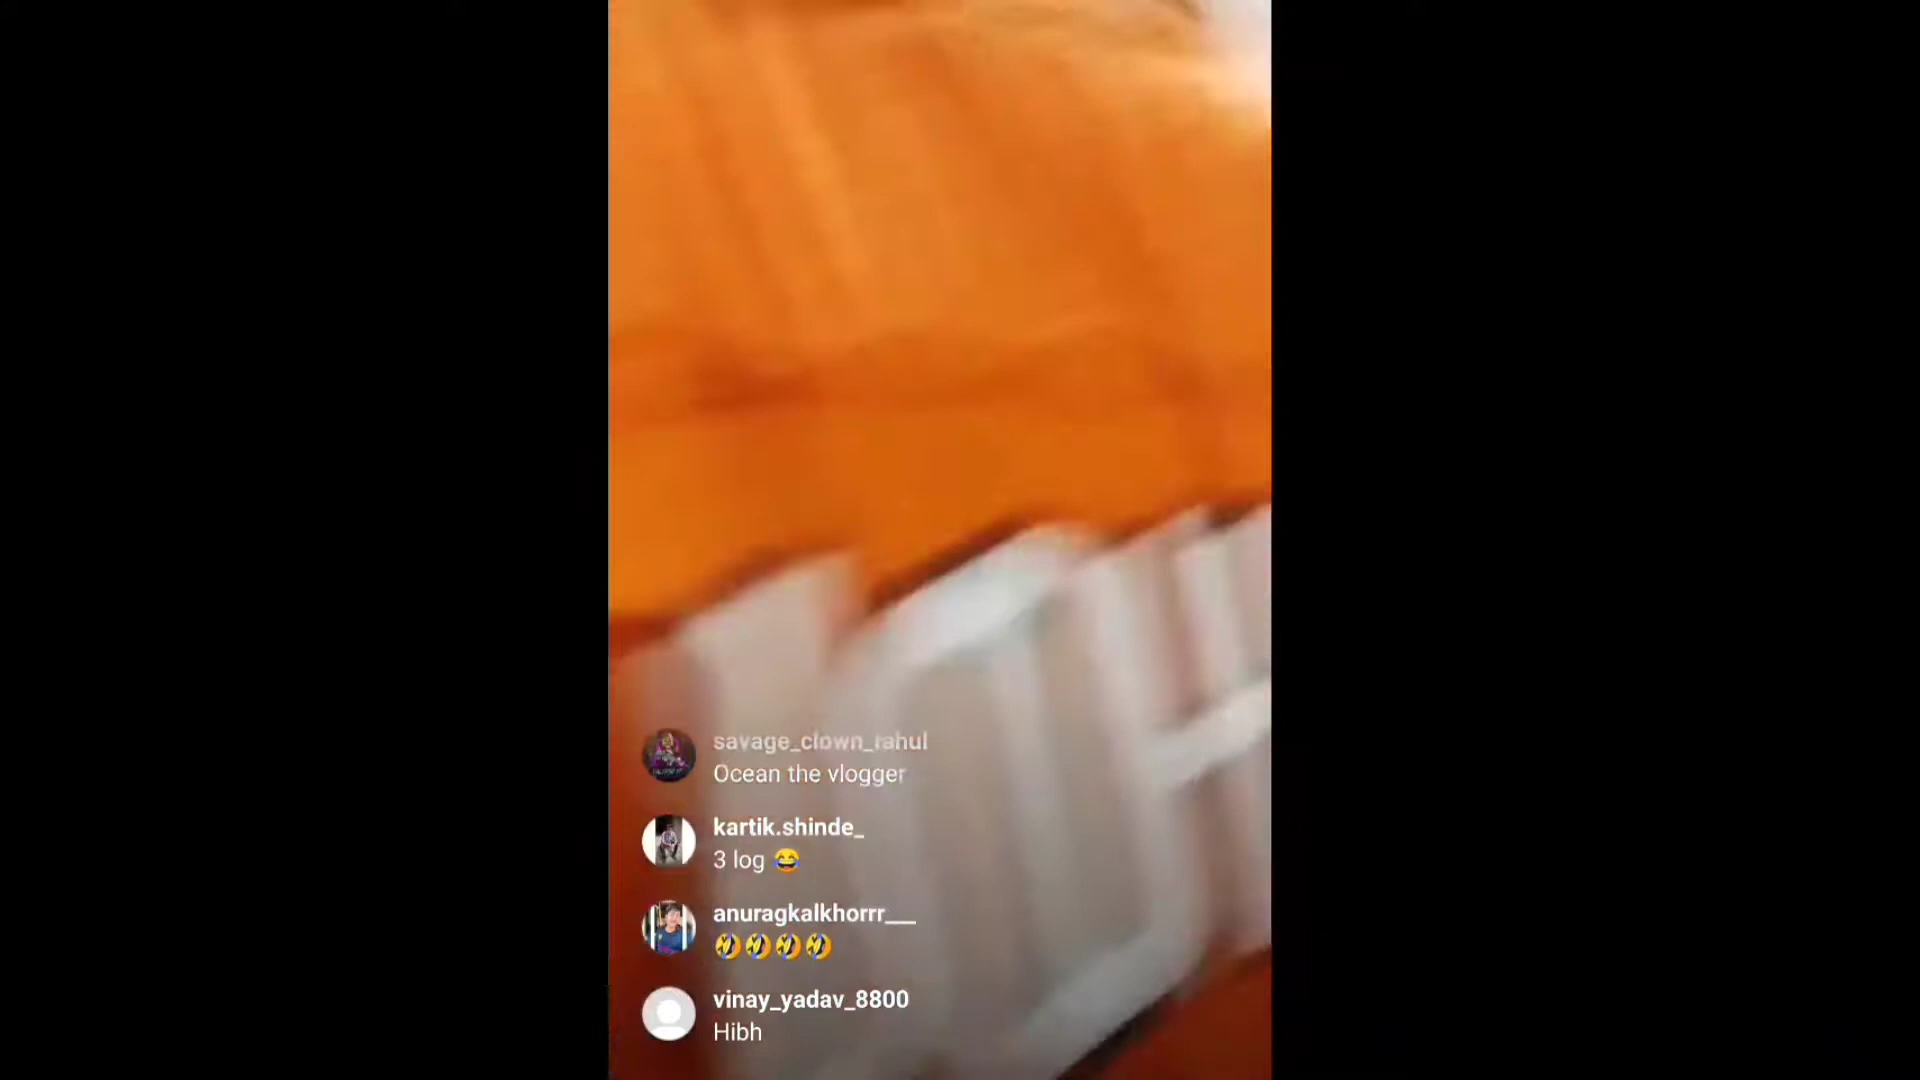 savage_clown_rahul
Ocean the vlogger
kartik.shinde_
3 log 😂
anuragkalkhorrr___
🤣🤣🤣🤣
vinay_yadav_8800
Hibh